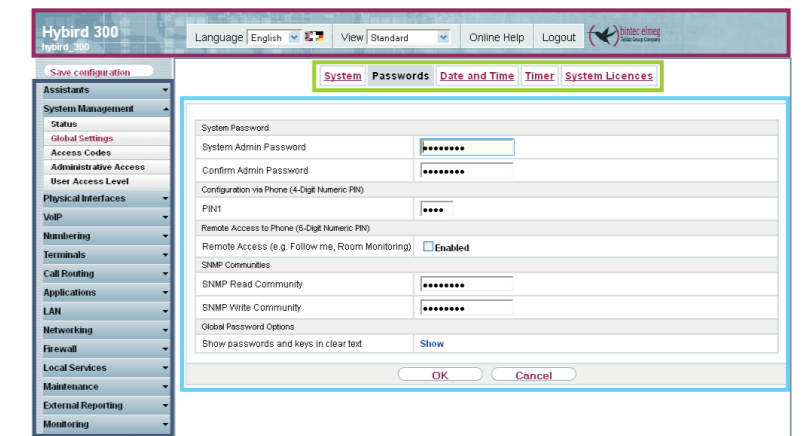 Hybird 300
hybird_300
Language English View Standard Online Help Logout bintec elmeg
Teldat Group Company
Save configuration
System Passwords Date and Time Timer System Licences
Assistants
System Management
Status
Global Settings
Access Codes
Administrative Access
User Access Level
Physical Interfaces
VoIP
Numbering
Terminals
Call Routing
Applications
LAN
Networking
Firewall
Local Services
Maintenance
External Reporting
Monitoring
System Password
System Admin Password ••••••••
Confirm Admin Password ••••••••
Configuration via Phone (4-Digit Numeric PIN)
PIN1 ••••
Remote Access to Phone (6-Digit Numeric PIN)
Remote Access (e.g. Follow me, Room Monitoring) Enabled
SNMP Communities
SNMP Read Community ••••••••
SNMP Write Community ••••••••
Global Password Options
Show passwords and keys in clear text Show
OK Cancel